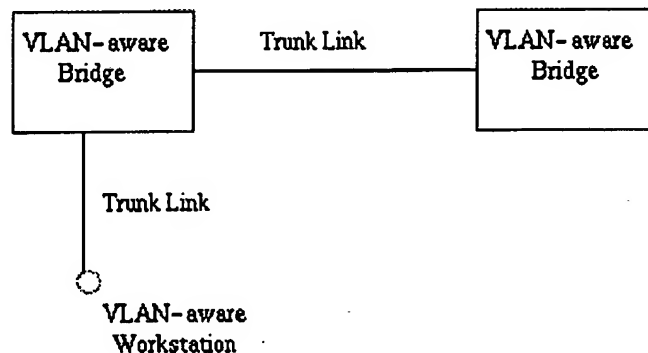 VLAN-aware
Bridge
Trunk Link
VLAN-aware
Bridge
Trunk Link
VLAN-aware
Workstation